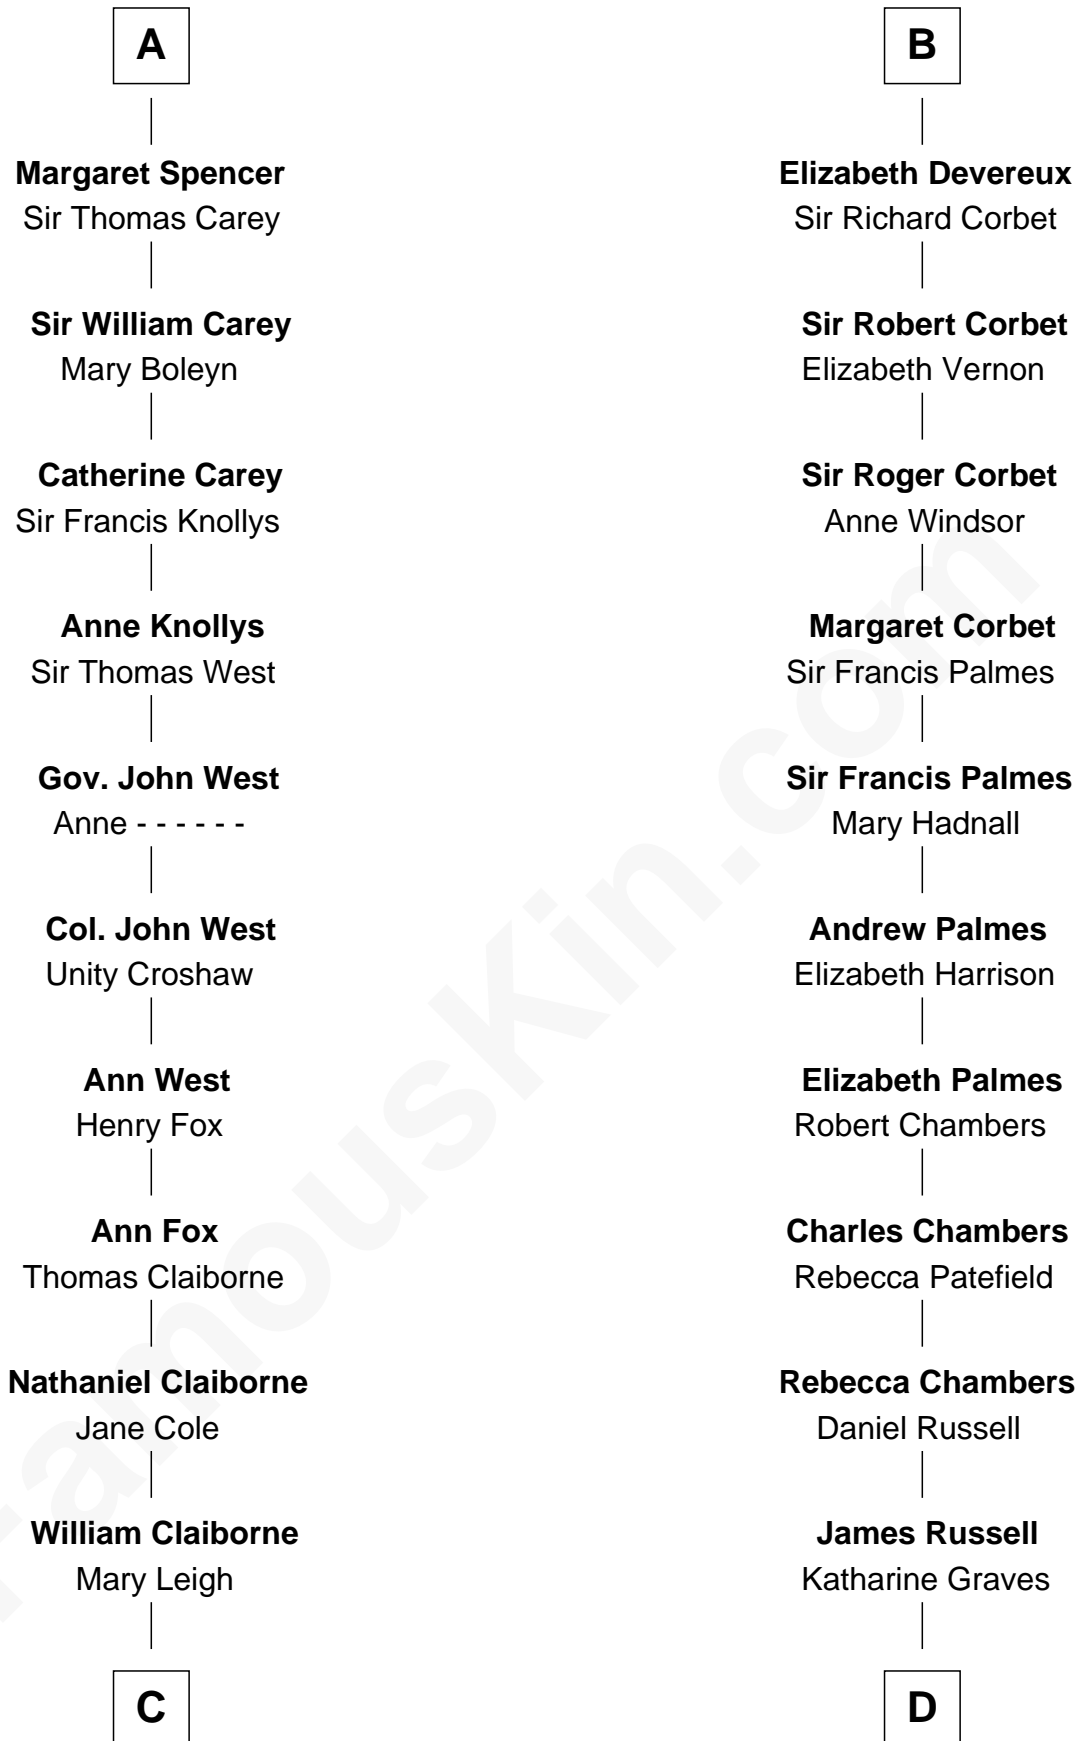 A
Margaret Spencer
Sir Thomas Carey
Sir William Carey
Mary Boleyn
Catherine Carey
Sir Francis Knollys
Anne Knollys
Sir Thomas West
Gov. John West
Anne - - - - - -
Col. John West
Unity Croshaw
Ann West
Henry Fox
Ann Fox
Thomas Claiborne
Nathaniel Claiborne
Jane Cole
William Claiborne
Mary Leigh
C
B
Elizabeth Devereux
Sir Richard Corbet
Sir Robert Corbet
Elizabeth Vernon
Sir Roger Corbet
Anne Windsor
Margaret Corbet
Sir Francis Palmes
Sir Francis Palmes
Mary Hadnall
Andrew Palmes
Elizabeth Harrison
Elizabeth Palmes
Robert Chambers
Charles Chambers
Rebecca Patefield
Rebecca Chambers
Daniel Russell
James Russell
Katharine Graves
D
FamousKin.com